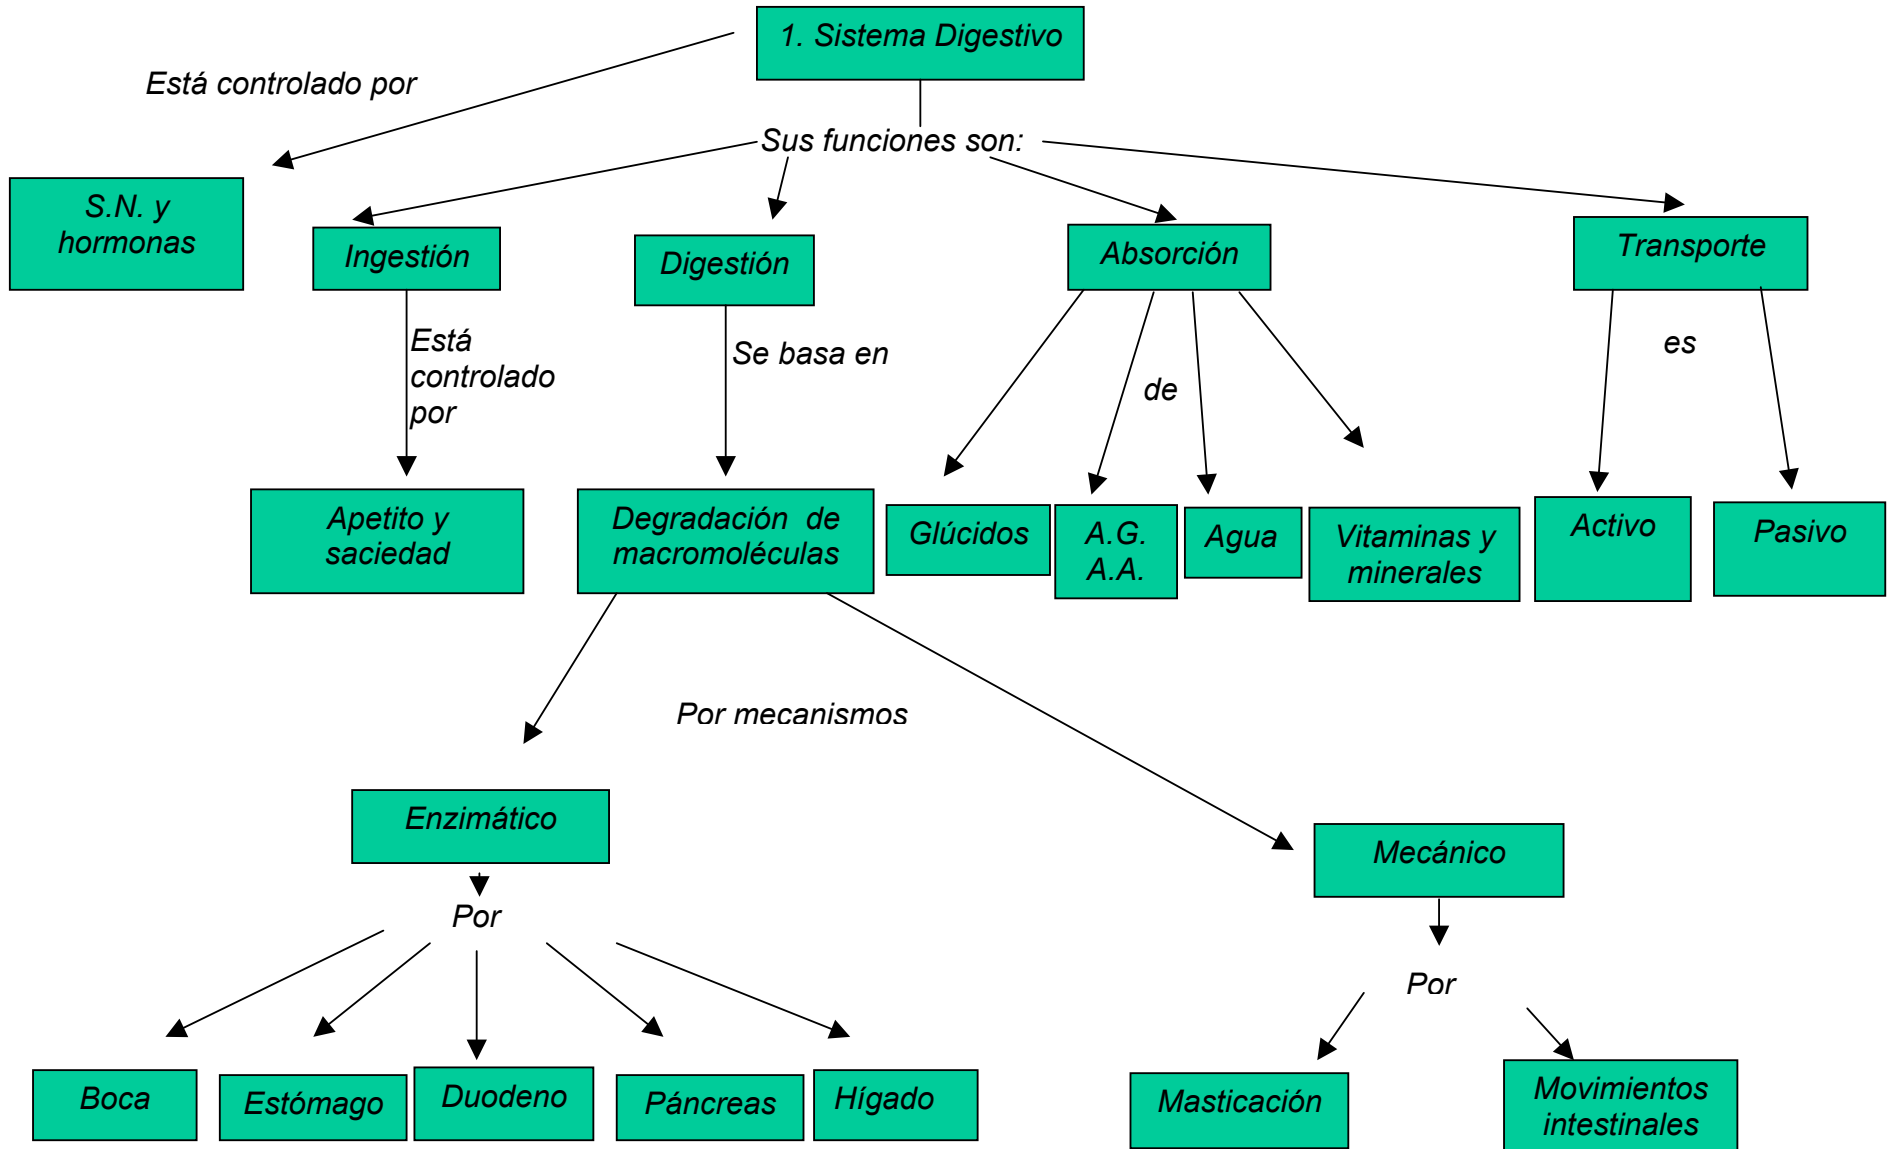 1. Sistema Digestivo
Está controlado por
Sus funciones son:
S.N. y
hormonas
Ingestión
Digestión
Absorción
Transporte
Está
controlado
por
Se basa en
de
es
Apetito y
saciedad
Degradación de
macromoléculas
Glúcidos
A.G.
A.A.
Agua
Vitaminas y
minerales
Activo
Pasivo
Por mecanismos
Enzimático
Mecánico
Por
Por
Boca
Estómago
Duodeno
Páncreas
Hígado
Masticación
Movimientos
intestinales